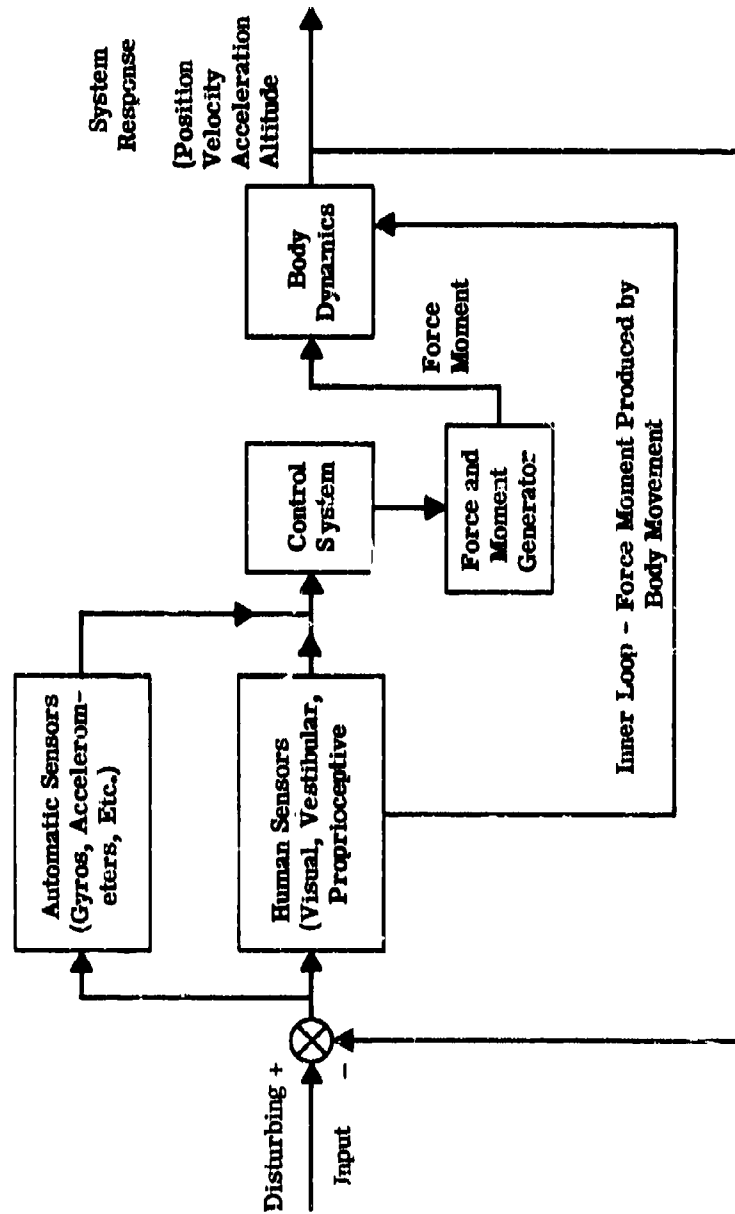 Disturbing +
Input
−
Automatic Sensors
(Gyros, Accelerom-
eters, Etc.)
Human Sensors
(Visual, Vestibular,
Proprioceptive
Control
System
Force and
Moment
Generator
Force
Moment
Body
Dynamics
System
Response
(Position
Velocity
Acceleration
Altitude
Inner Loop - Force Moment Produced by
Body Movement